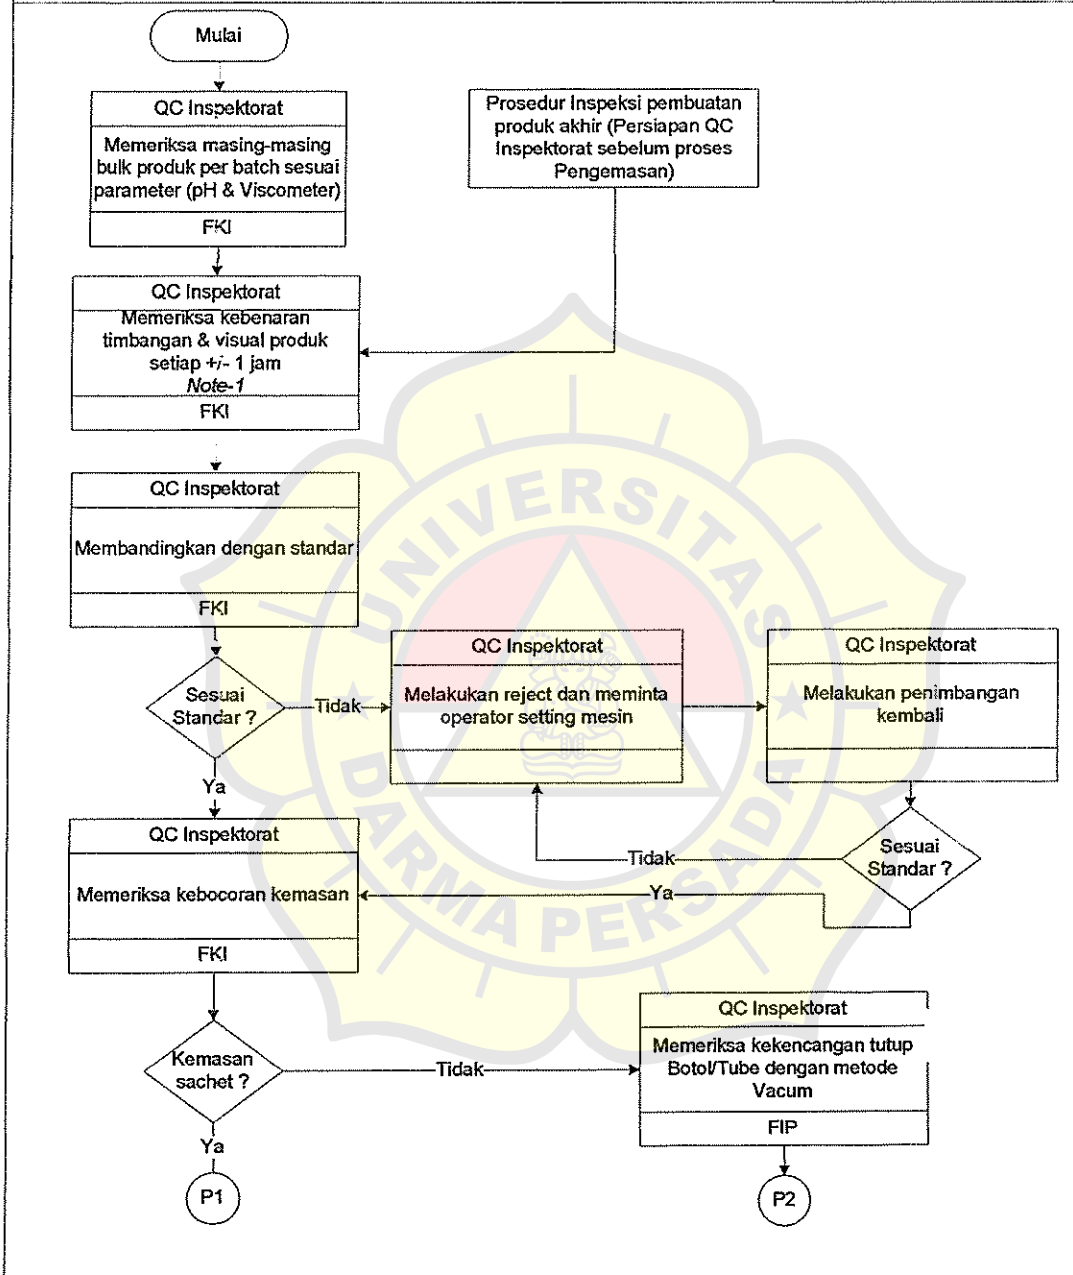 Mulai
QC Inspektorat
Memeriksa masing-masing
bulk produk per batch sesuai
parameter (pH & Viscometer)
FKI
Prosedur Inspeksi pembuatan
produk akhir (Persiapan QC
Inspektorat sebelum proses
Pengemasan)
QC Inspektorat
Memeriksa kebenaran
timbangan & visual produk
setiap +/- 1 jam
Note-1
FKI
QC Inspektorat
Membandingkan dengan standar
FKI
Sesuai
Standar ?
Tidak
QC Inspektorat
Melakukan reject dan meminta
operator setting mesin
QC Inspektorat
Melakukan penimbangan
kembali
Ya
Sesuai
Standar ?
Tidak
Ya
QC Inspektorat
Memeriksa kebocoran kemasan
FKI
Kemasan
sachet ?
Tidak
QC Inspektorat
Memeriksa kekencangan tutup
Botol/Tube dengan metode
Vacum
FIP
Ya
P1
P2
UNIVERSITAS
DARMA PERSADA